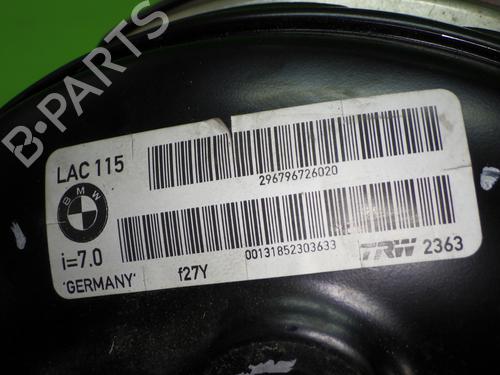 B-PARTS
LAC 115
296796726020
BMW
i=7.0
00131852303633
TRW 2363
'GERMANY'
f27Y